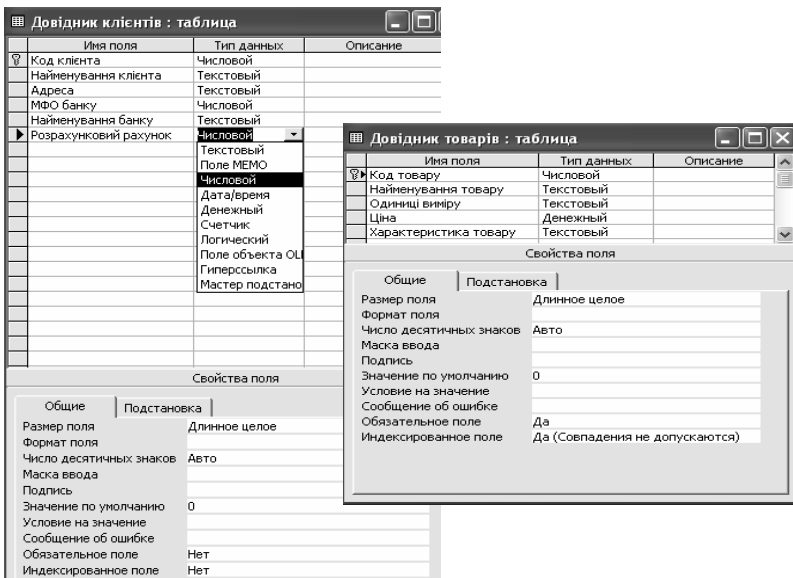 Довідник клієнтів : таблица
Имя поля Тип данных Описание
Код клієнта Числовой
Найменування клієнта Текстовый
Адреса Текстовый
МФО банку Числовой
Найменування банку Текстовый
Розрахунковий рахунок Числовой
Текстовый
Поле МЕМО
Числовой
Дата/время
Денежный
Счетчик
Логический
Поле объекта OLI
Гиперссылка
Мастер подстано
Свойства поля
Общие Подстановка
Размер поля Длинное целое
Формат поля
Число десятичных знаков Авто
Маска ввода
Подпись
Значение по умолчанию 0
Условие на значение
Сообщение об ошибке
Обязательное поле Нет
Индексированное поле Нет
Довідник товарів : таблица
Имя поля Тип данных Описание
Код товару Числовой
Найменування товару Текстовый
Одиниці виміру Текстовый
Ціна Денежный
Характеристика товару Текстовый
Свойства поля
Общие Подстановка
Размер поля Длинное целое
Формат поля
Число десятичных знаков Авто
Маска ввода
Подпись
Значение по умолчанию 0
Условие на значение
Сообщение об ошибке
Обязательное поле Да
Индексированное поле Да (Совпадения не допускаются)